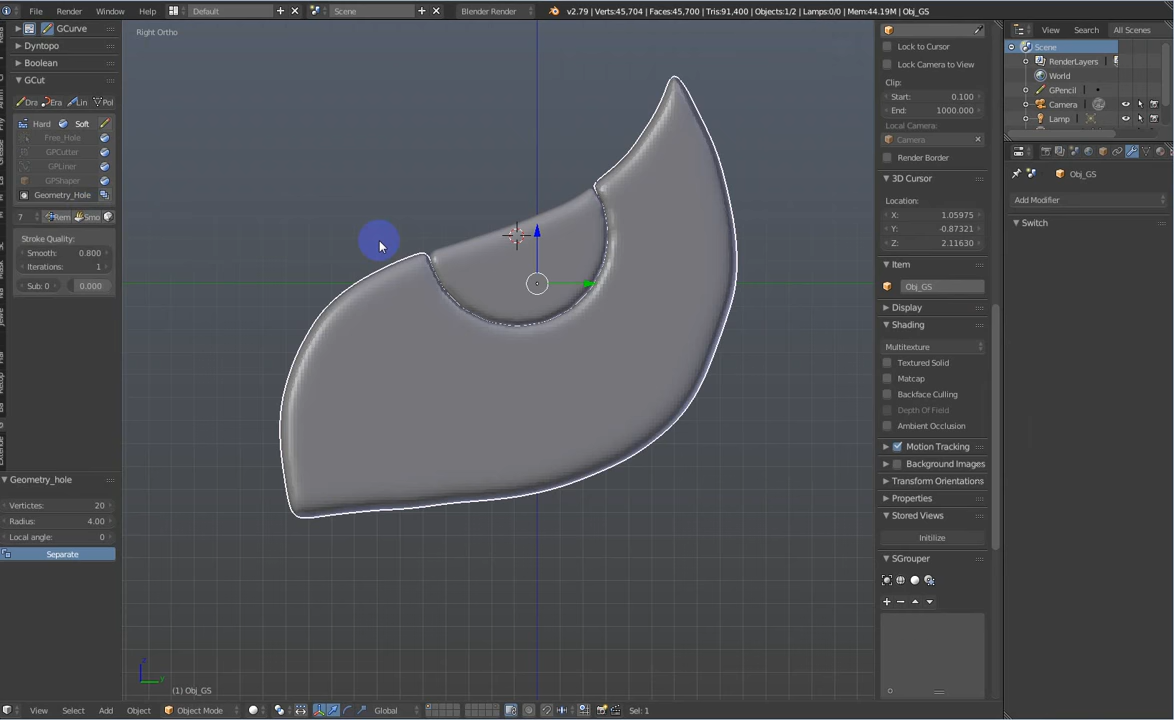 File Render Window Help Default Scene Blender Render v2.79 | Verts:45,704 | Faces:45,700 | Tris:91,400 | Objects:1/2 | Lamps:0/0 | Mem:44.19M | Obj_GS
GCurve
Dyntopo
Boolean
GCut
Dra Era Lin Pol
Hard Soft
Free_Hole
GPCutter
GPLiner
GPShaper
Geometry_Hole
7 Rem Smo
Stroke Quality:
Smooth: 0.800
Iterations: 1
Sub: 0 0.000
Geometry_hole
Vertictes: 20
Radius: 4.00
Local angle: 0
Separate
Right Ortho
(1) Obj_GS
Lock to Cursor
Lock Camera to View
Clip:
Start: 0.100
End: 1000.000
Local Camera:
Camera
Render Border
3D Cursor
Location:
X: 1.05975
Y: -0.87321
Z: 2.11630
Item
Obj_GS
Display
Shading
Multitexture
Textured Solid
Matcap
Backface Culling
Depth Of Field
Ambient Occlusion
Motion Tracking
Background Images
Transform Orientations
Properties
Stored Views
Initilize
SGrouper
View Search All Scenes
Scene
RenderLayers
World
GPencil
Camera
Lamp
Obj_GS
Add Modifier
Switch
View Select Add Object Object Mode Global Sel: 1